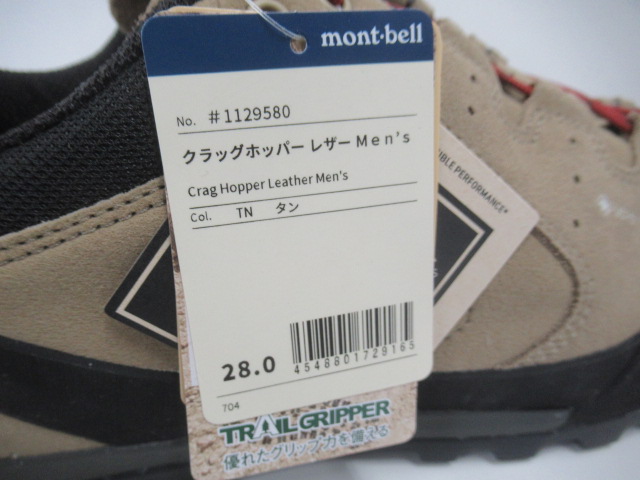 mont·bell
No. #1129580
クラッグホッパー レザー Ｍｅｎ'ｓ
Crag Hopper Leather Men's
Col. TN タン
IBLE PERFORMANCE*
28.0
4548801729165
704
TRAIL GRIPPER
優れたグリップ力を備える